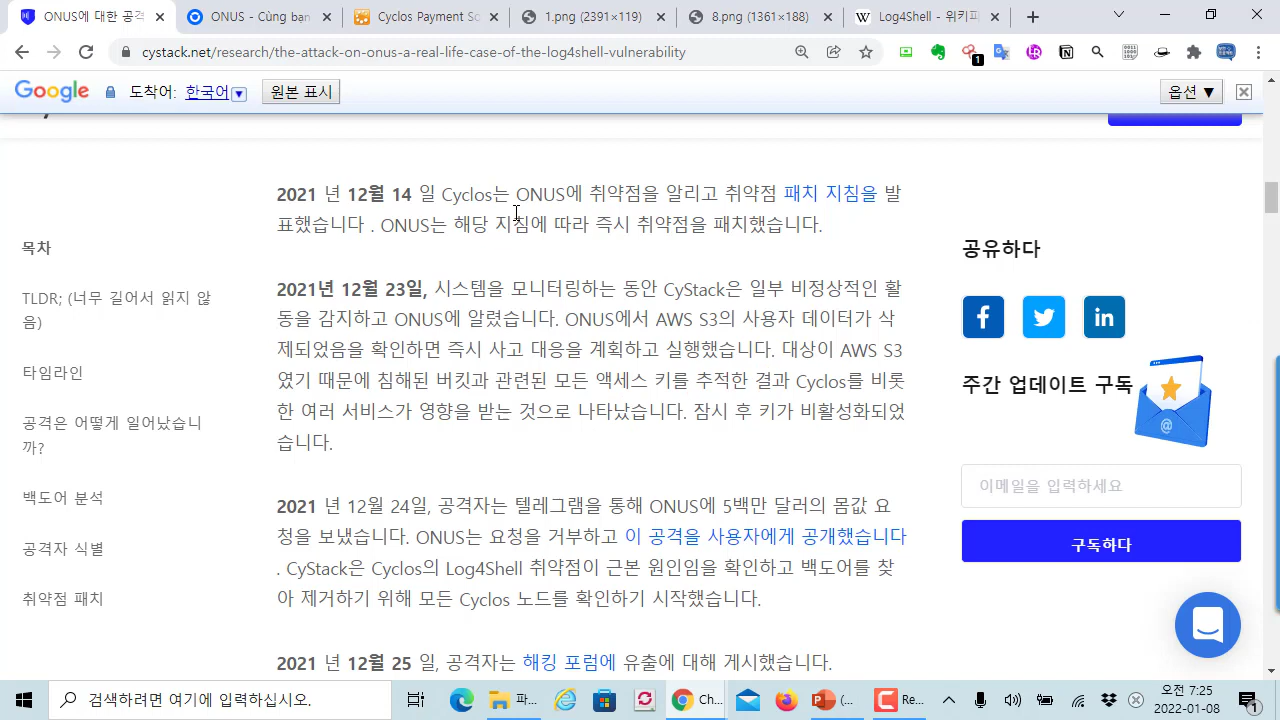 ONUS에 대한 공격
ONUS - Cùng bạn
Cyclos Payment So
1.png (2391×119)
Log4Shell - 위키피
cystack.net/research/the-attack-on-onus-a-real-life-case-of-the-log4shell-vulnerability
Google 도착어: 한국어 원본 표시 옵션 ▼
2021 년 12월 14 일 Cyclos는 ONUS에 취약점을 알리고 취약점 패치 지침을 발
표했습니다 . ONUS는 해당 지침에 따라 즉시 취약점을 패치했습니다.
2021년 12월 23일, 시스템을 모니터링하는 동안 CyStack은 일부 비정상적인 활
동을 감지하고 ONUS에 알렸습니다. ONUS에서 AWS S3의 사용자 데이터가 삭
제되었음을 확인하면 즉시 사고 대응을 계획하고 실행했습니다. 대상이 AWS S3
였기 때문에 침해된 버킷과 관련된 모든 액세스 키를 추적한 결과 Cyclos를 비롯
한 여러 서비스가 영향을 받는 것으로 나타났습니다. 잠시 후 키가 비활성화되었
습니다.
2021 년 12월 24일, 공격자는 텔레그램을 통해 ONUS에 5백만 달러의 몸값 요
청을 보냈습니다. ONUS는 요청을 거부하고 이 공격을 사용자에게 공개했습니다
. CyStack은 Cyclos의 Log4Shell 취약점이 근본 원인임을 확인하고 백도어를 찾
아 제거하기 위해 모든 Cyclos 노드를 확인하기 시작했습니다.
2021 년 12월 25 일, 공격자는 해킹 포럼에 유출에 대해 게시했습니다.
목차
TLDR; (너무 길어서 읽지 않
음)
타임라인
공격은 어떻게 일어났습니
까?
백도어 분석
공격자 식별
취약점 패치
공유하다
주간 업데이트 구독
이메일을 입력하세요
구독하다
검색하려면 여기에 입력하십시오.
파...
Ch...
(...
Re...
오전 7:25
2022-01-08